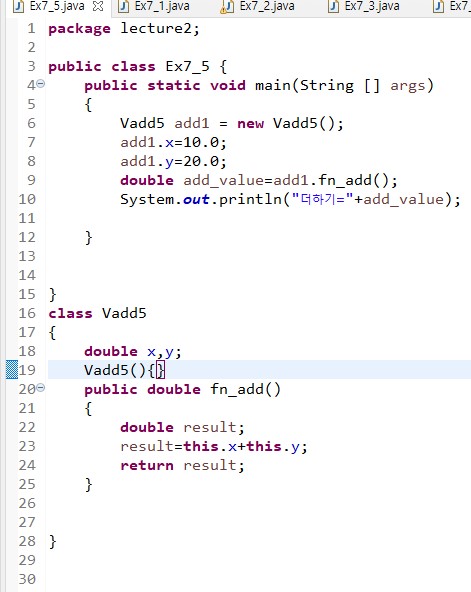 Ex7_5.java Ex7_1.java Ex7_2.java Ex7_3.java Ex7_
1 package lecture2;
2
3 public class Ex7_5 {
4 public static void main(String [] args)
5 {
6 Vadd5 add1 = new Vadd5();
7 add1.x=10.0;
8 add1.y=20.0;
9 double add_value=add1.fn_add();
10 System.out.println("더하기="+add_value);
11
12 }
13
14
15 }
16 class Vadd5
17 {
18 double x,y;
19 Vadd5(){}
20 public double fn_add()
21 {
22 double result;
23 result=this.x+this.y;
24 return result;
25 }
26
27
28 }
29
30